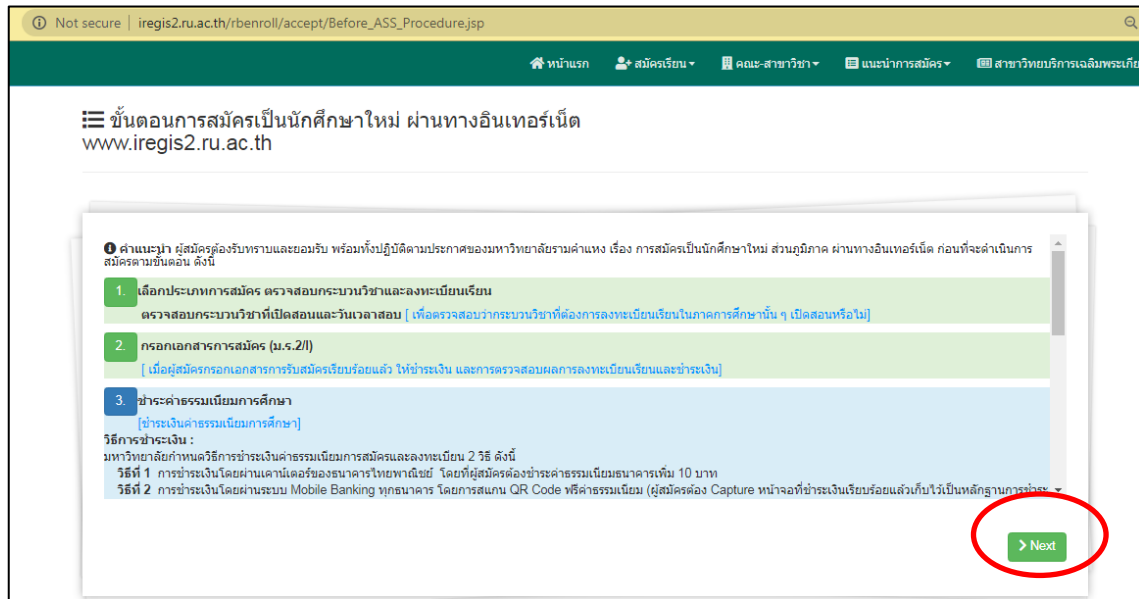 Not secure | iregis2.ru.ac.th/rbenroll/accept/Before_ASS_Procedure.jsp
หน้าแรก สมัครเรียน คณะ-สาขาวิชา แนะนำการสมัคร สาขาวิทยบริการเฉลิมพระเกีย
ขั้นตอนการสมัครเป็นนักศึกษาใหม่ ผ่านทางอินเทอร์เน็ต
www.iregis2.ru.ac.th
คำแนะนำ ผู้สมัครต้องรับทราบและยอมรับ พร้อมทั้งปฏิบัติตามประกาศของมหาวิทยาลัยรามคำแหง เรื่อง การสมัครเป็นนักศึกษาใหม่ ส่วนภูมิภาค ผ่านทางอินเทอร์เน็ต ก่อนที่จะดำเนินการ
สมัครตามขั้นตอน ดังนี้
1. เลือกประเภทการสมัคร ตรวจสอบกระบวนวิชาและลงทะเบียนเรียน
ตรวจสอบกระบวนวิชาที่เปิดสอนและวันเวลาสอบ [ เพื่อตรวจสอบว่ากระบวนวิชาที่ต้องการลงทะเบียนเรียนในภาคการศึกษานั้น ๆ เปิดสอนหรือไม่]
2. กรอกเอกสารการสมัคร (ม.ร.2/I)
[ เมื่อผู้สมัครกรอกเอกสารการรับสมัครเรียบร้อยแล้ว ให้ชำระเงิน และการตรวจสอบผลการลงทะเบียนเรียนและชำระเงิน]
3. ชำระค่าธรรมเนียมการศึกษา
[ชำระเงินค่าธรรมเนียมการศึกษา]
วิธีการชำระเงิน :
มหาวิทยาลัยกำหนดวิธีการชำระเงินค่าธรรมเนียมการสมัครและลงทะเบียน 2 วิธี ดังนี้
วิธีที่ 1 การชำระเงินโดยผ่านเคาน์เตอร์ของธนาคารไทยพาณิชย์ โดยที่ผู้สมัครต้องชำระค่าธรรมเนียมธนาคารเพิ่ม 10 บาท
วิธีที่ 2 การชำระเงินโดยผ่านระบบ Mobile Banking ทุกธนาคาร โดยการสแกน QR Code ฟรีค่าธรรมเนียม (ผู้สมัครต้อง Capture หน้าจอที่ชำระเงินเรียบร้อยแล้วเก็บไว้เป็นหลักฐานการชำระ
Next